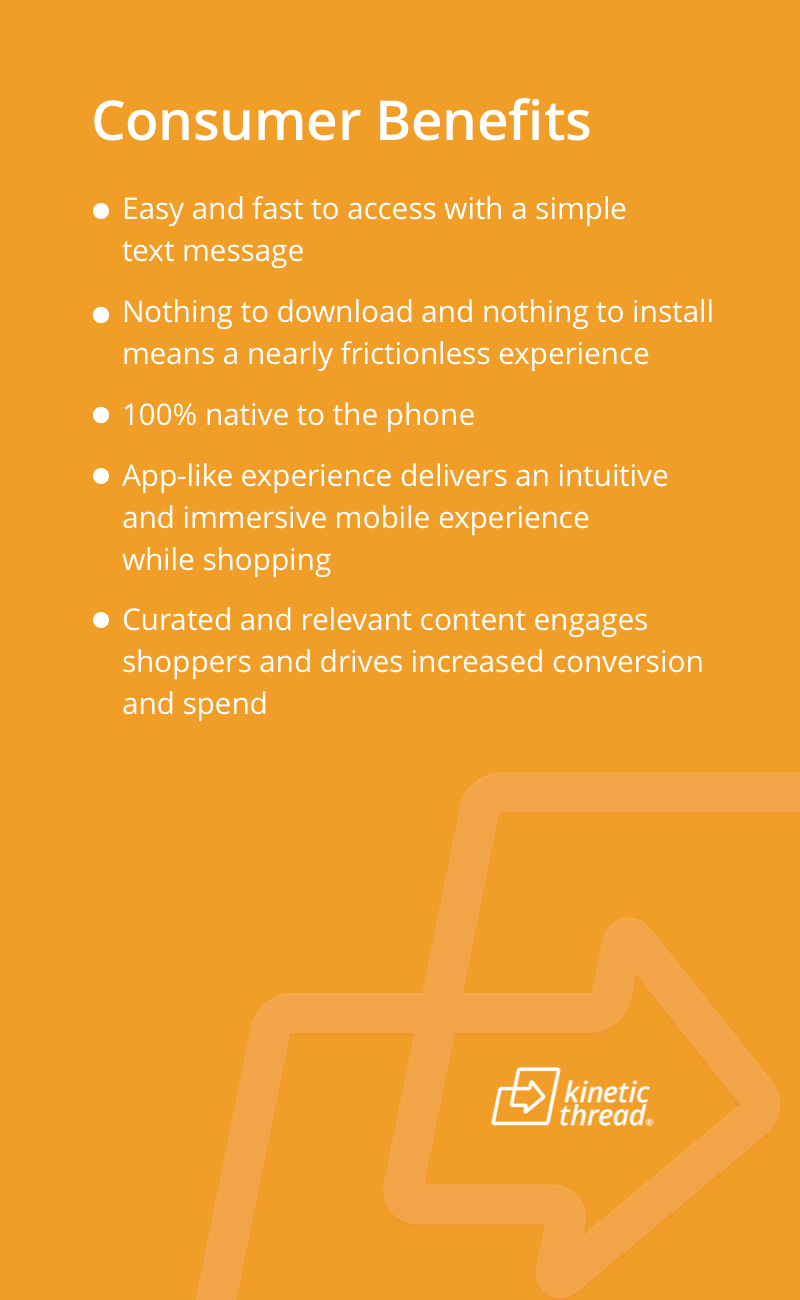 Consumer Benefits
● Easy and fast to access with a simple
text message
● Nothing to download and nothing to install
means a nearly frictionless experience
● 100% native to the phone
● App-like experience delivers an intuitive
and immersive mobile experience
while shopping
● Curated and relevant content engages
shoppers and drives increased conversion
and spend
kinetic
thread®